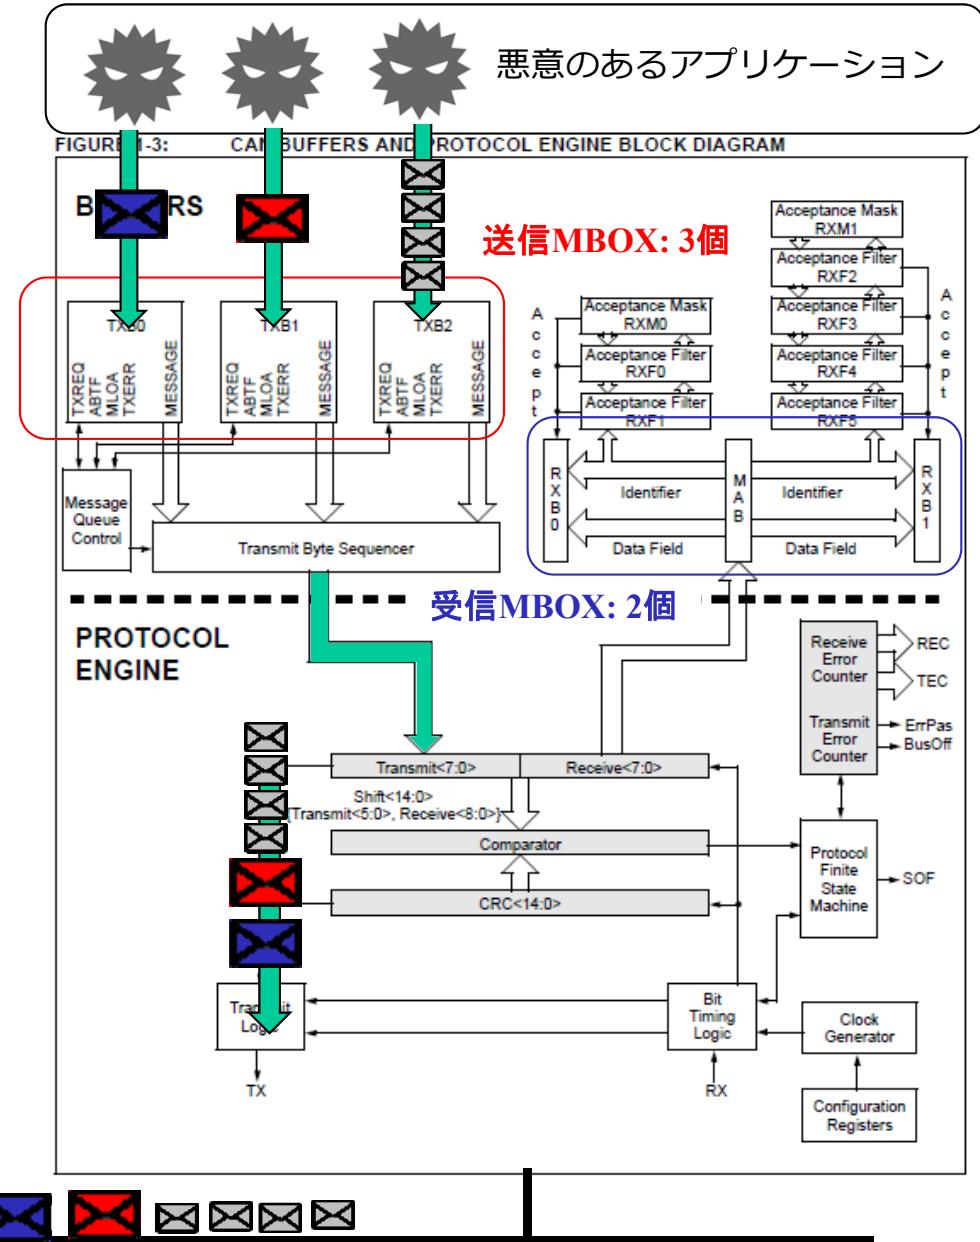 悪意のあるアプリケーション
FIGURE 1-3: CAN BUFFERS AND PROTOCOL ENGINE BLOCK DIAGRAM
RS
送信MBOX: 3個
Acceptance Mask
RXM1
Acceptance Filter
RXF2
Acceptance Filter
RXF3
Acceptance Filter
RXF4
Acceptance Filter
RXF5
Accept
Acceptance Mask
RXM0
Acceptance Filter
RXF0
Acceptance Filter
RXF1
Accept
TXB0
TXREQ
ABTF
MLOA
TXERR
MESSAGE
TXB1
TXREQ
ABTF
MLOA
TXERR
MESSAGE
TXB2
TXREQ
ABTF
MLOA
TXERR
MESSAGE
Message
Queue
Control
Transmit Byte Sequencer
RXB0
Identifier
Data Field
MAB
Identifier
Data Field
RXB1
受信MBOX: 2個
PROTOCOL
ENGINE
Receive
Error
Counter
REC
TEC
Transmit
Error
Counter
ErrPas
BusOff
Transmit<7:0>
Receive<7:0>
Shift<14:0>
{Transmit<5:0>, Receive<8:0>}
Comparator
CRC<14:0>
Protocol
Finite
State
Machine
SOF
Transmit
Logic
TX
Bit
Timing
Logic
RX
Clock
Generator
Configuration
Registers